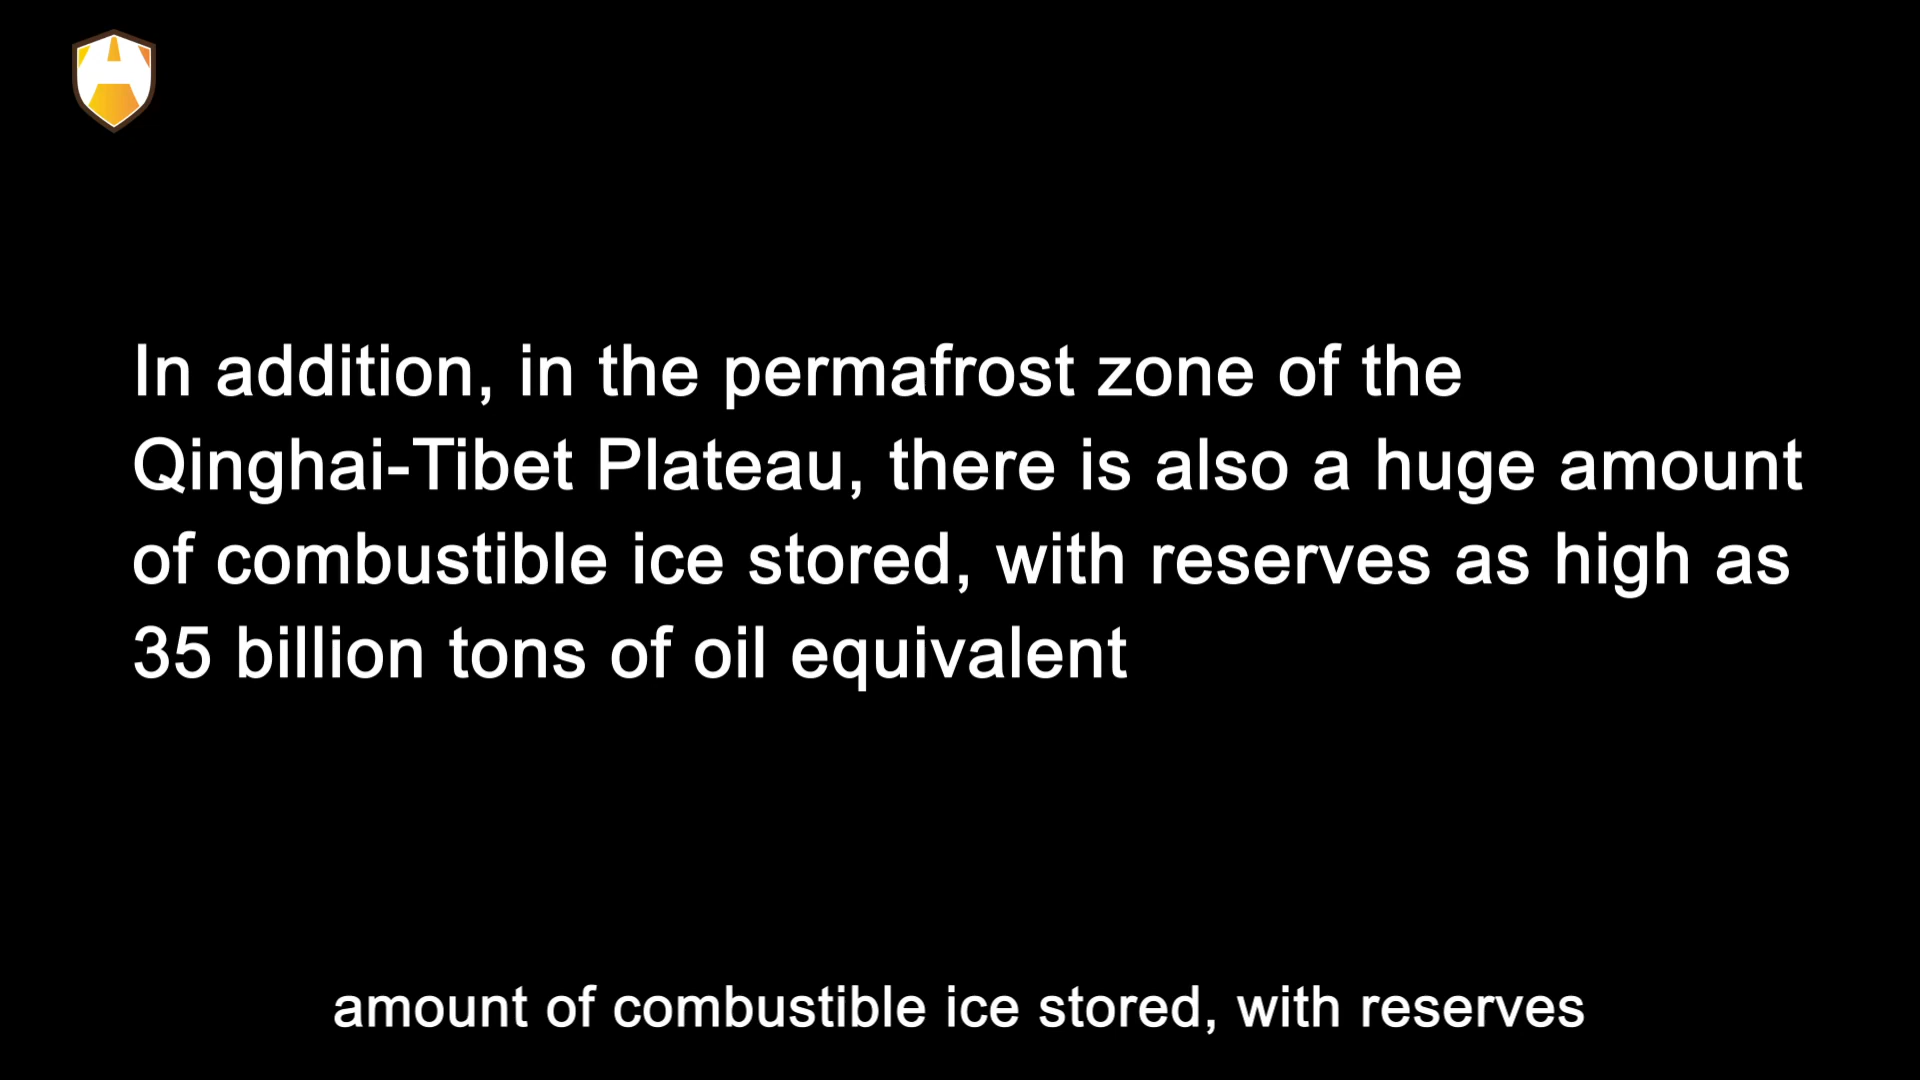 In addition, in the permafrost zone of the
Qinghai-Tibet Plateau, there is also a huge amount
of combustible ice stored, with reserves as high as
35 billion tons of oil equivalent
amount of combustible ice stored, with reserves